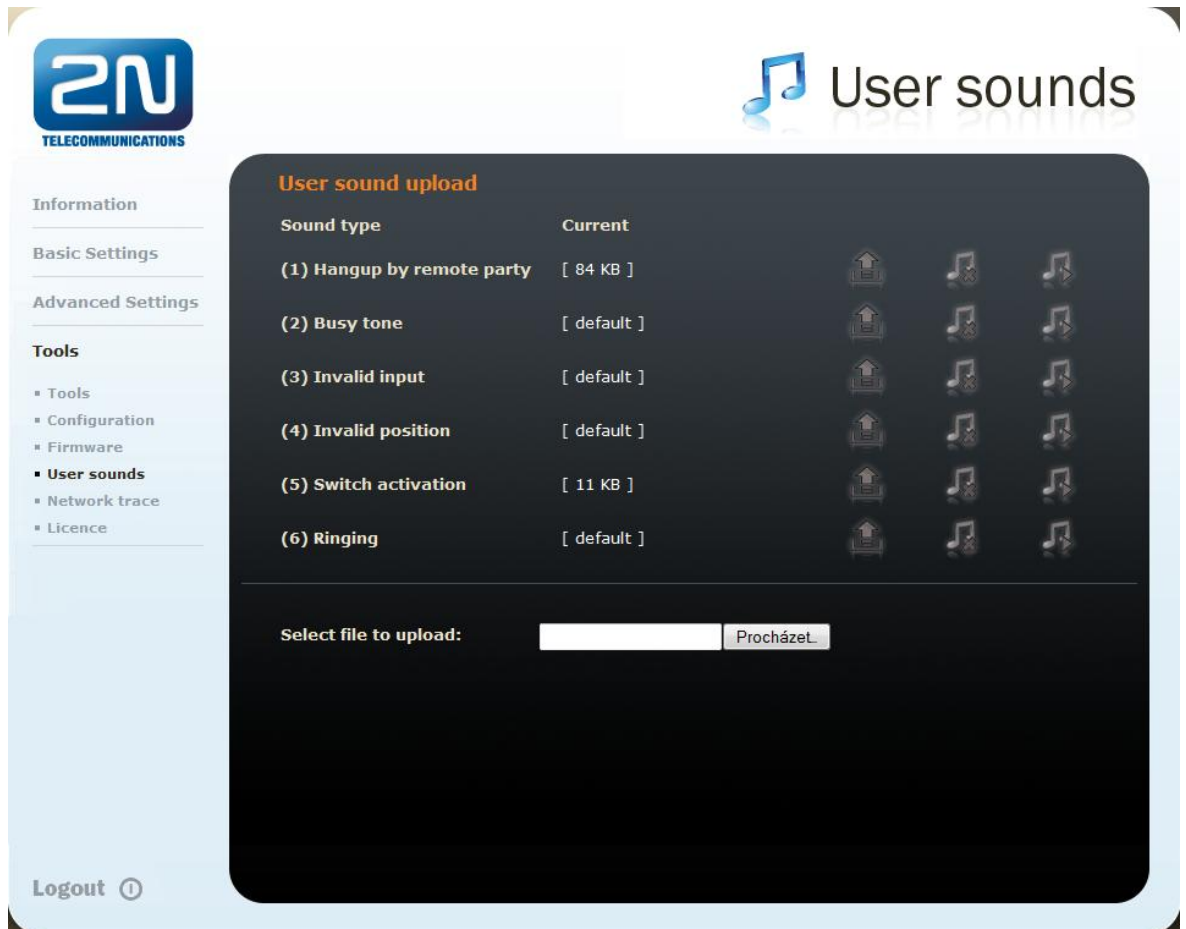 2N
TELECOMMUNICATIONS
User sounds
Information
Basic Settings
Advanced Settings
Tools
Tools
Configuration
Firmware
User sounds
Network trace
Licence
Logout
User sound upload
Sound type Current
(1) Hangup by remote party [ 84 KB ]
(2) Busy tone [ default ]
(3) Invalid input [ default ]
(4) Invalid position [ default ]
(5) Switch activation [ 11 KB ]
(6) Ringing [ default ]
Select file to upload: Procházet...